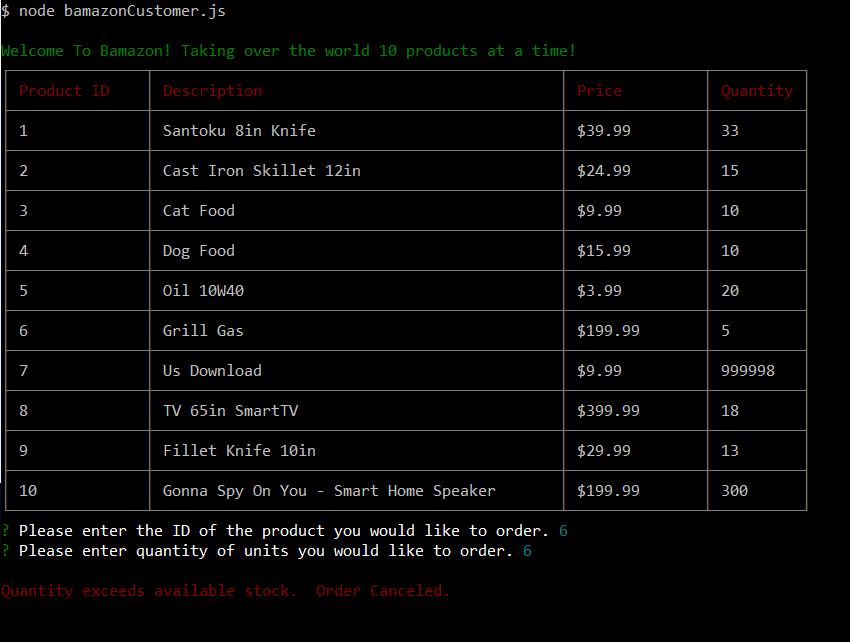 $ node bamazonCustomer.js
Welcome To Bamazon! Taking over the world 10 products at a time!
Product ID Description Price Quantity
1 Santoku 8in Knife $39.99 33
2 Cast Iron Skillet 12in $24.99 15
3 Cat Food $9.99 10
4 Dog Food $15.99 10
5 Oil 10W40 $3.99 20
6 Grill Gas $199.99 5
7 Us Download $9.99 999998
8 TV 65in SmartTV $399.99 18
9 Fillet Knife 10in $29.99 13
10 Gonna Spy On You - Smart Home Speaker $199.99 300
? Please enter the ID of the product you would like to order. 6
? Please enter quantity of units you would like to order. 6
Quantity exceeds available stock.  Order Canceled.